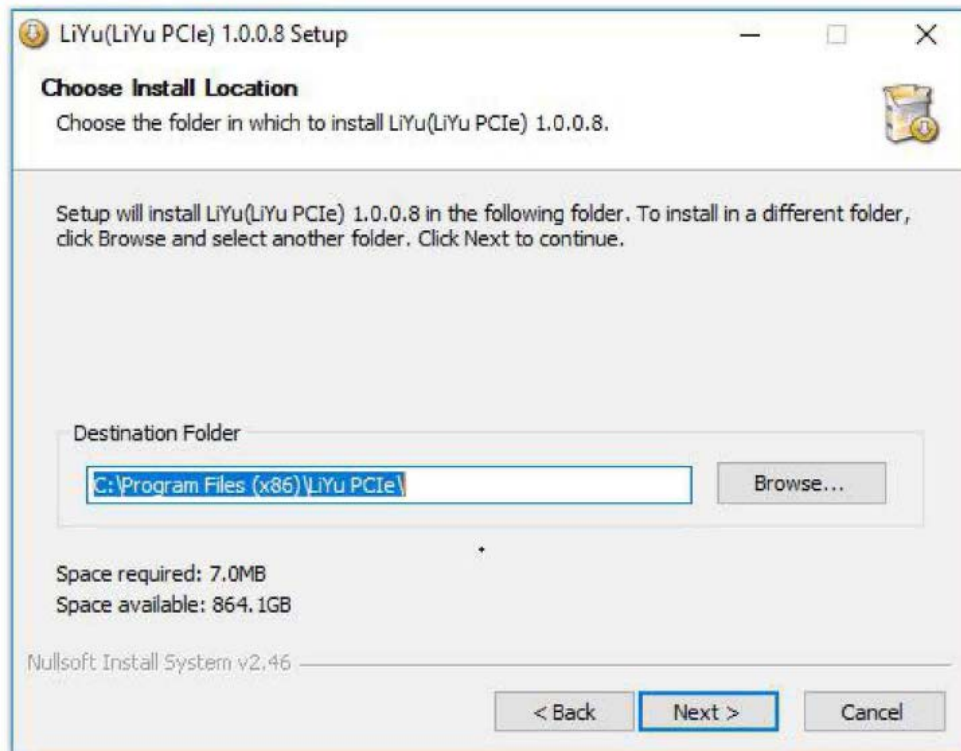 LiYu(LiYu PCIe) 1.0.0.8 Setup
Choose Install Location
Choose the folder in which to install LiYu(LiYu PCIe) 1.0.0.8.
Setup will install LiYu(LiYu PCIe) 1.0.0.8 in the following folder. To install in a different folder,
click Browse and select another folder. Click Next to continue.
Destination Folder
C:\Program Files (x86)\LiYu PCIe\
Browse...
Space required: 7.0MB
Space available: 864.1GB
Nullsoft Install System v2.46
< Back
Next >
Cancel